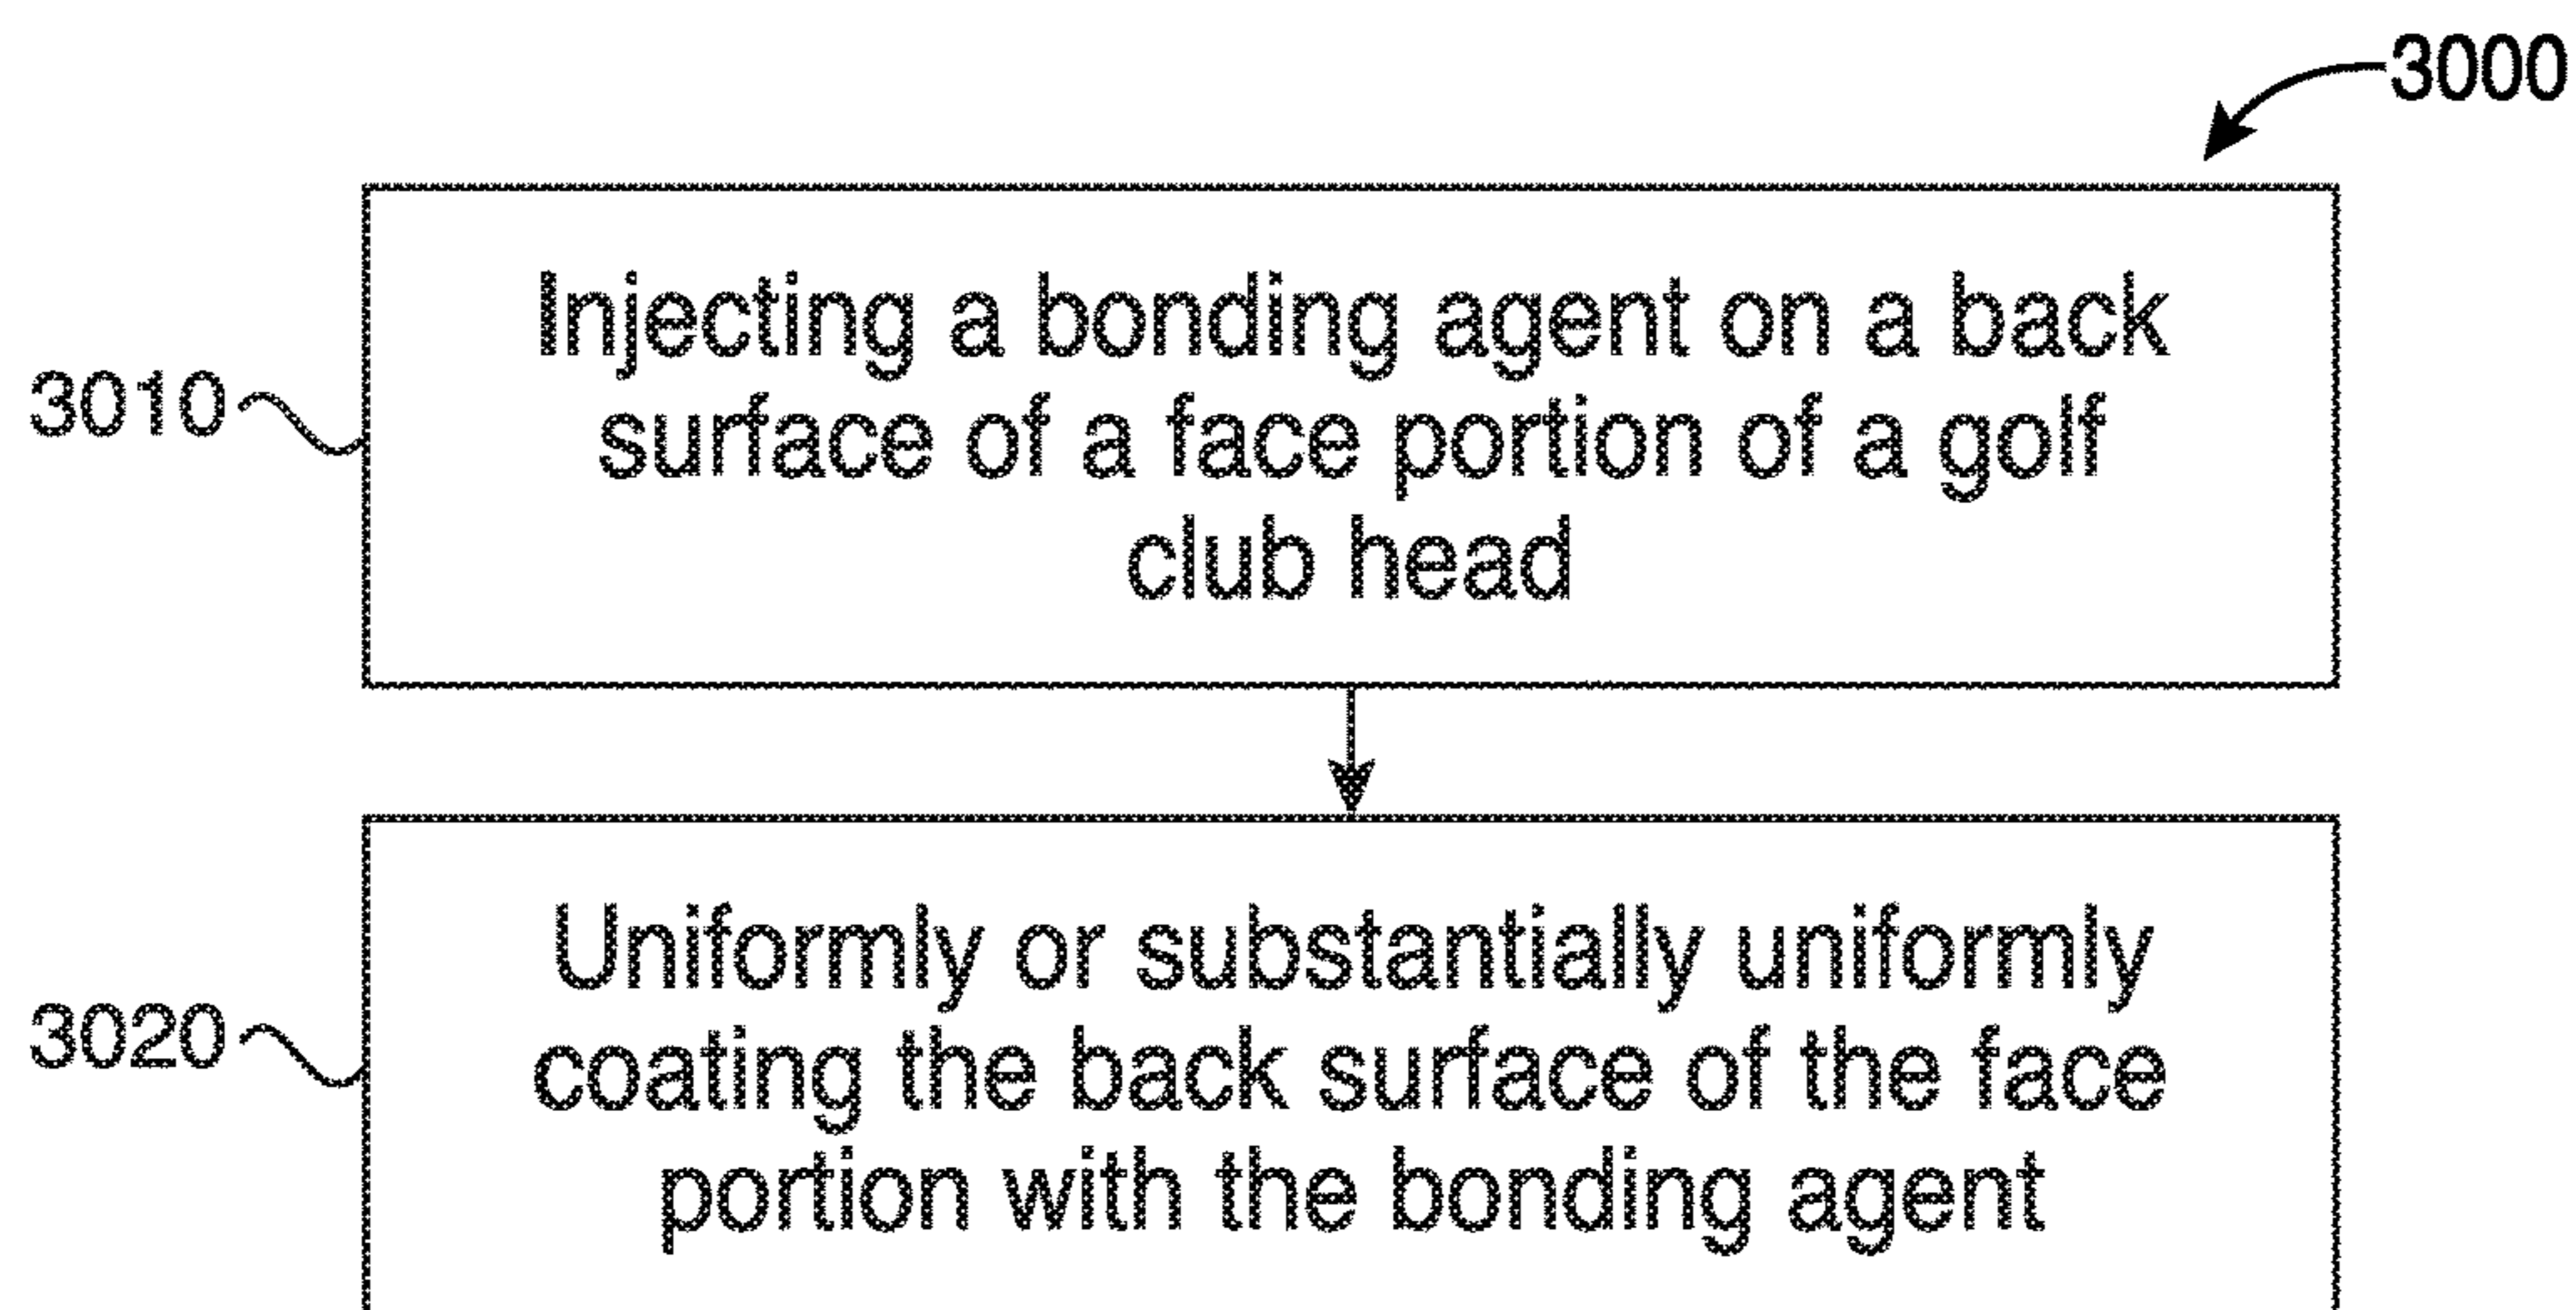 3000
Injecting a bonding agent on a back
surface of a face portion of a golf
club head
3010
Uniformly or substantially uniformly
coating the back surface of the face
portion with the bonding agent
3020